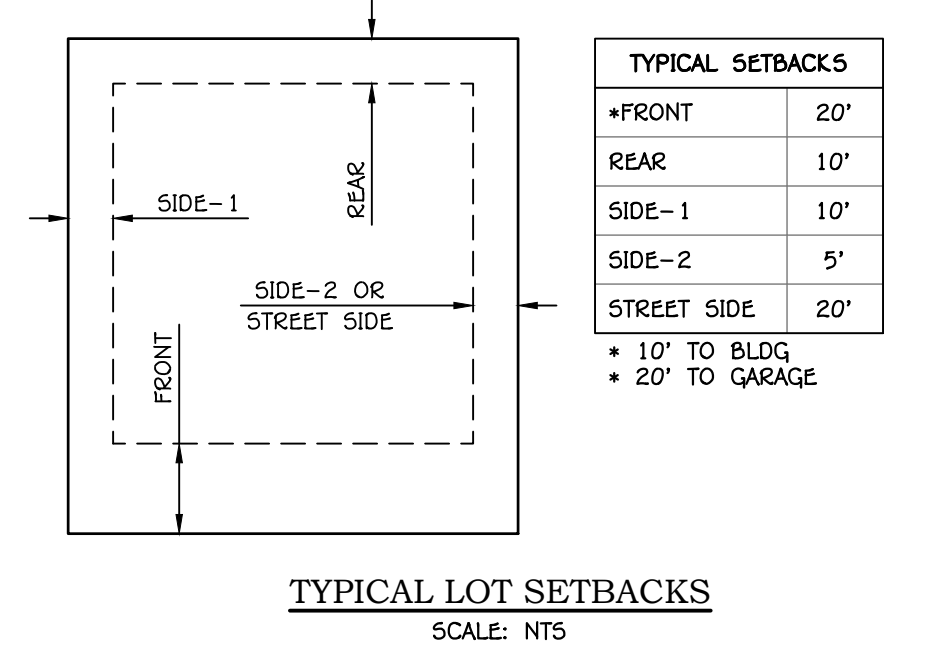 REAR
SIDE-1
SIDE-2 OR
STREET SIDE
FRONT
TYPICAL SETBACKS
*FRONT 20'
REAR 10'
SIDE-1 10'
SIDE-2 5'
STREET SIDE 20'
* 10' TO BLDG
* 20' TO GARAGE
TYPICAL LOT SETBACKS
SCALE: NTS